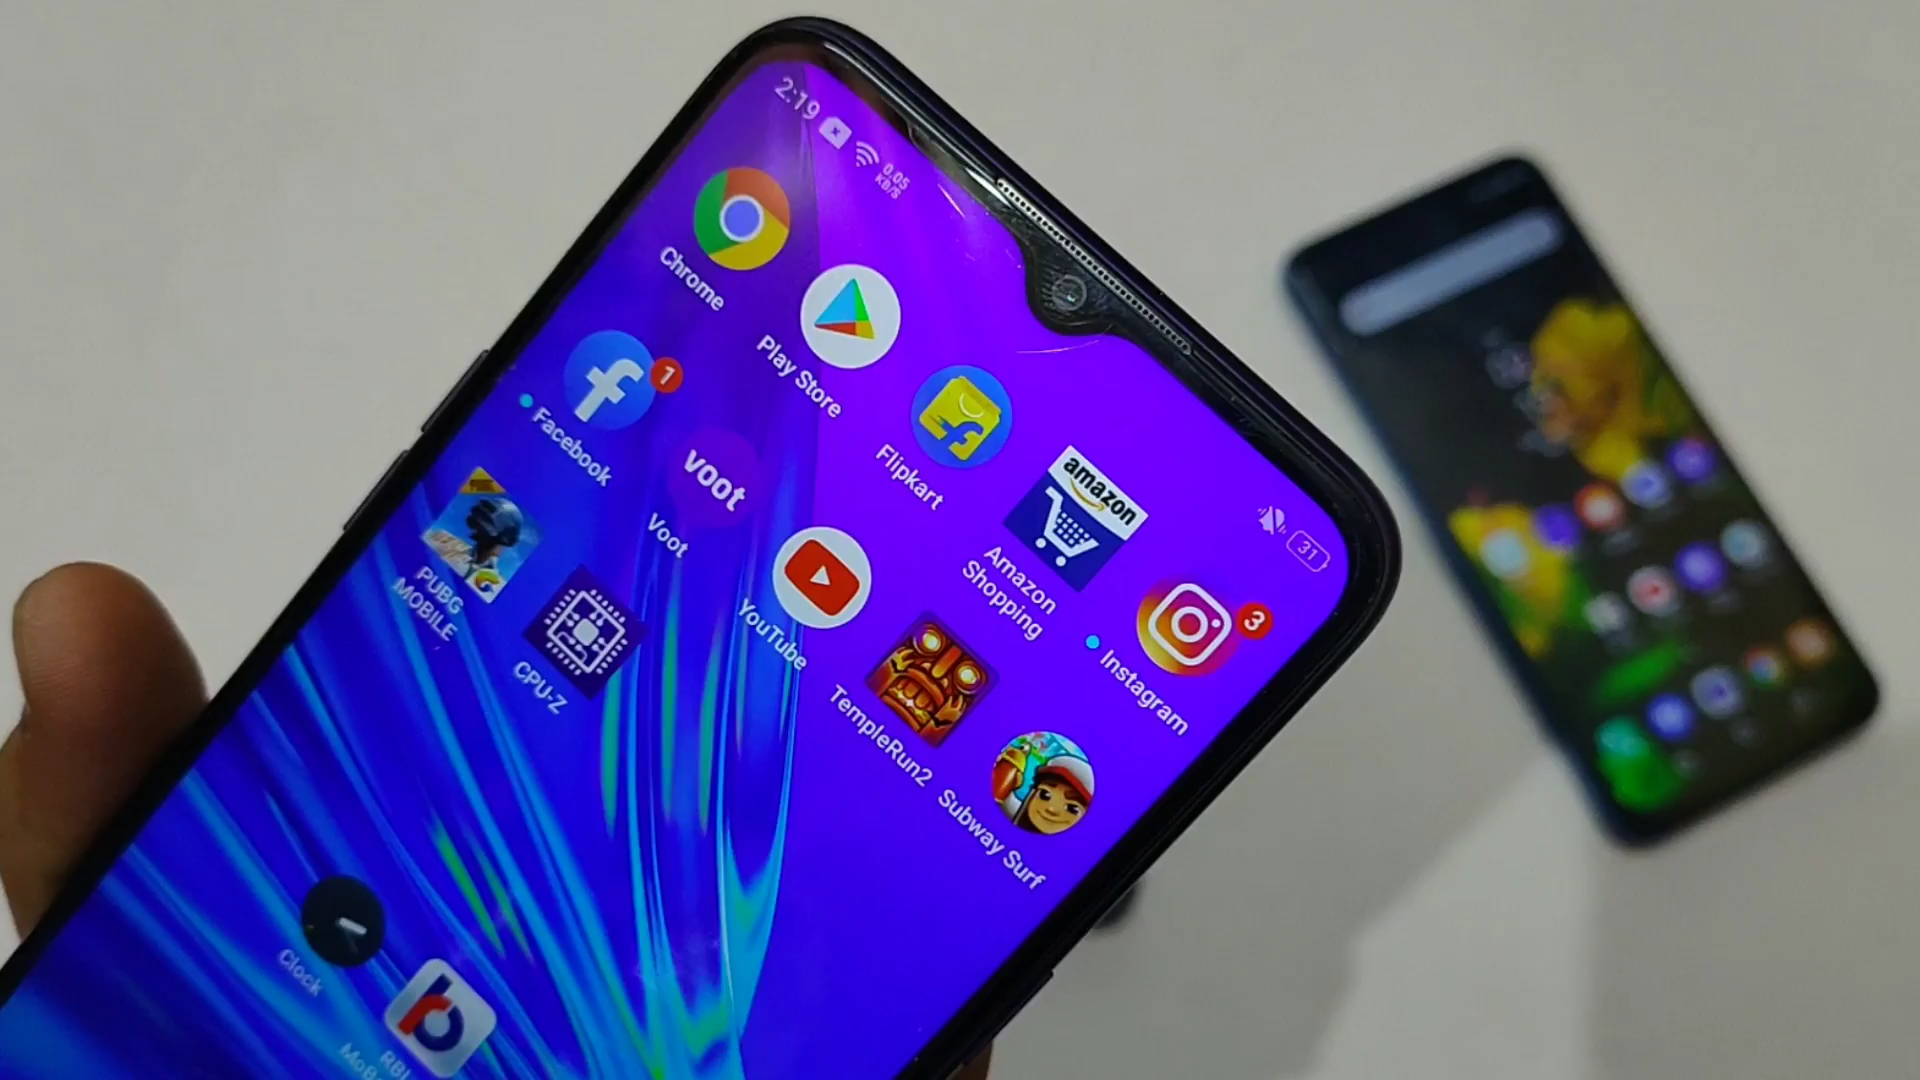 2:19
0.05
KB/S
31
Chrome
Play Store
Flipkart
amazon
Amazon
Shopping
3
Instagram
1
Facebook
voot
Voot
YouTube
TempleRun2
Subway Surf
PUBG
MOBILE
CPU-Z
Clock
RBI